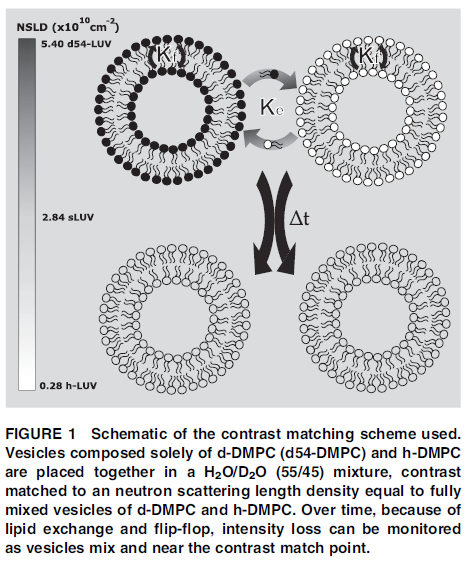 NSLD (x10^10cm^-2)
5.40 d54-LUV
2.84 sLUV
0.28 h-LUV
Kf
Kf
Ke
Δt
FIGURE 1 Schematic of the contrast matching scheme used.
Vesicles composed solely of d-DMPC (d54-DMPC) and h-DMPC
are placed together in a H₂O/D₂O (55/45) mixture, contrast
matched to an neutron scattering length density equal to fully
mixed vesicles of d-DMPC and h-DMPC. Over time, because of
lipid exchange and flip-flop, intensity loss can be monitored
as vesicles mix and near the contrast match point.